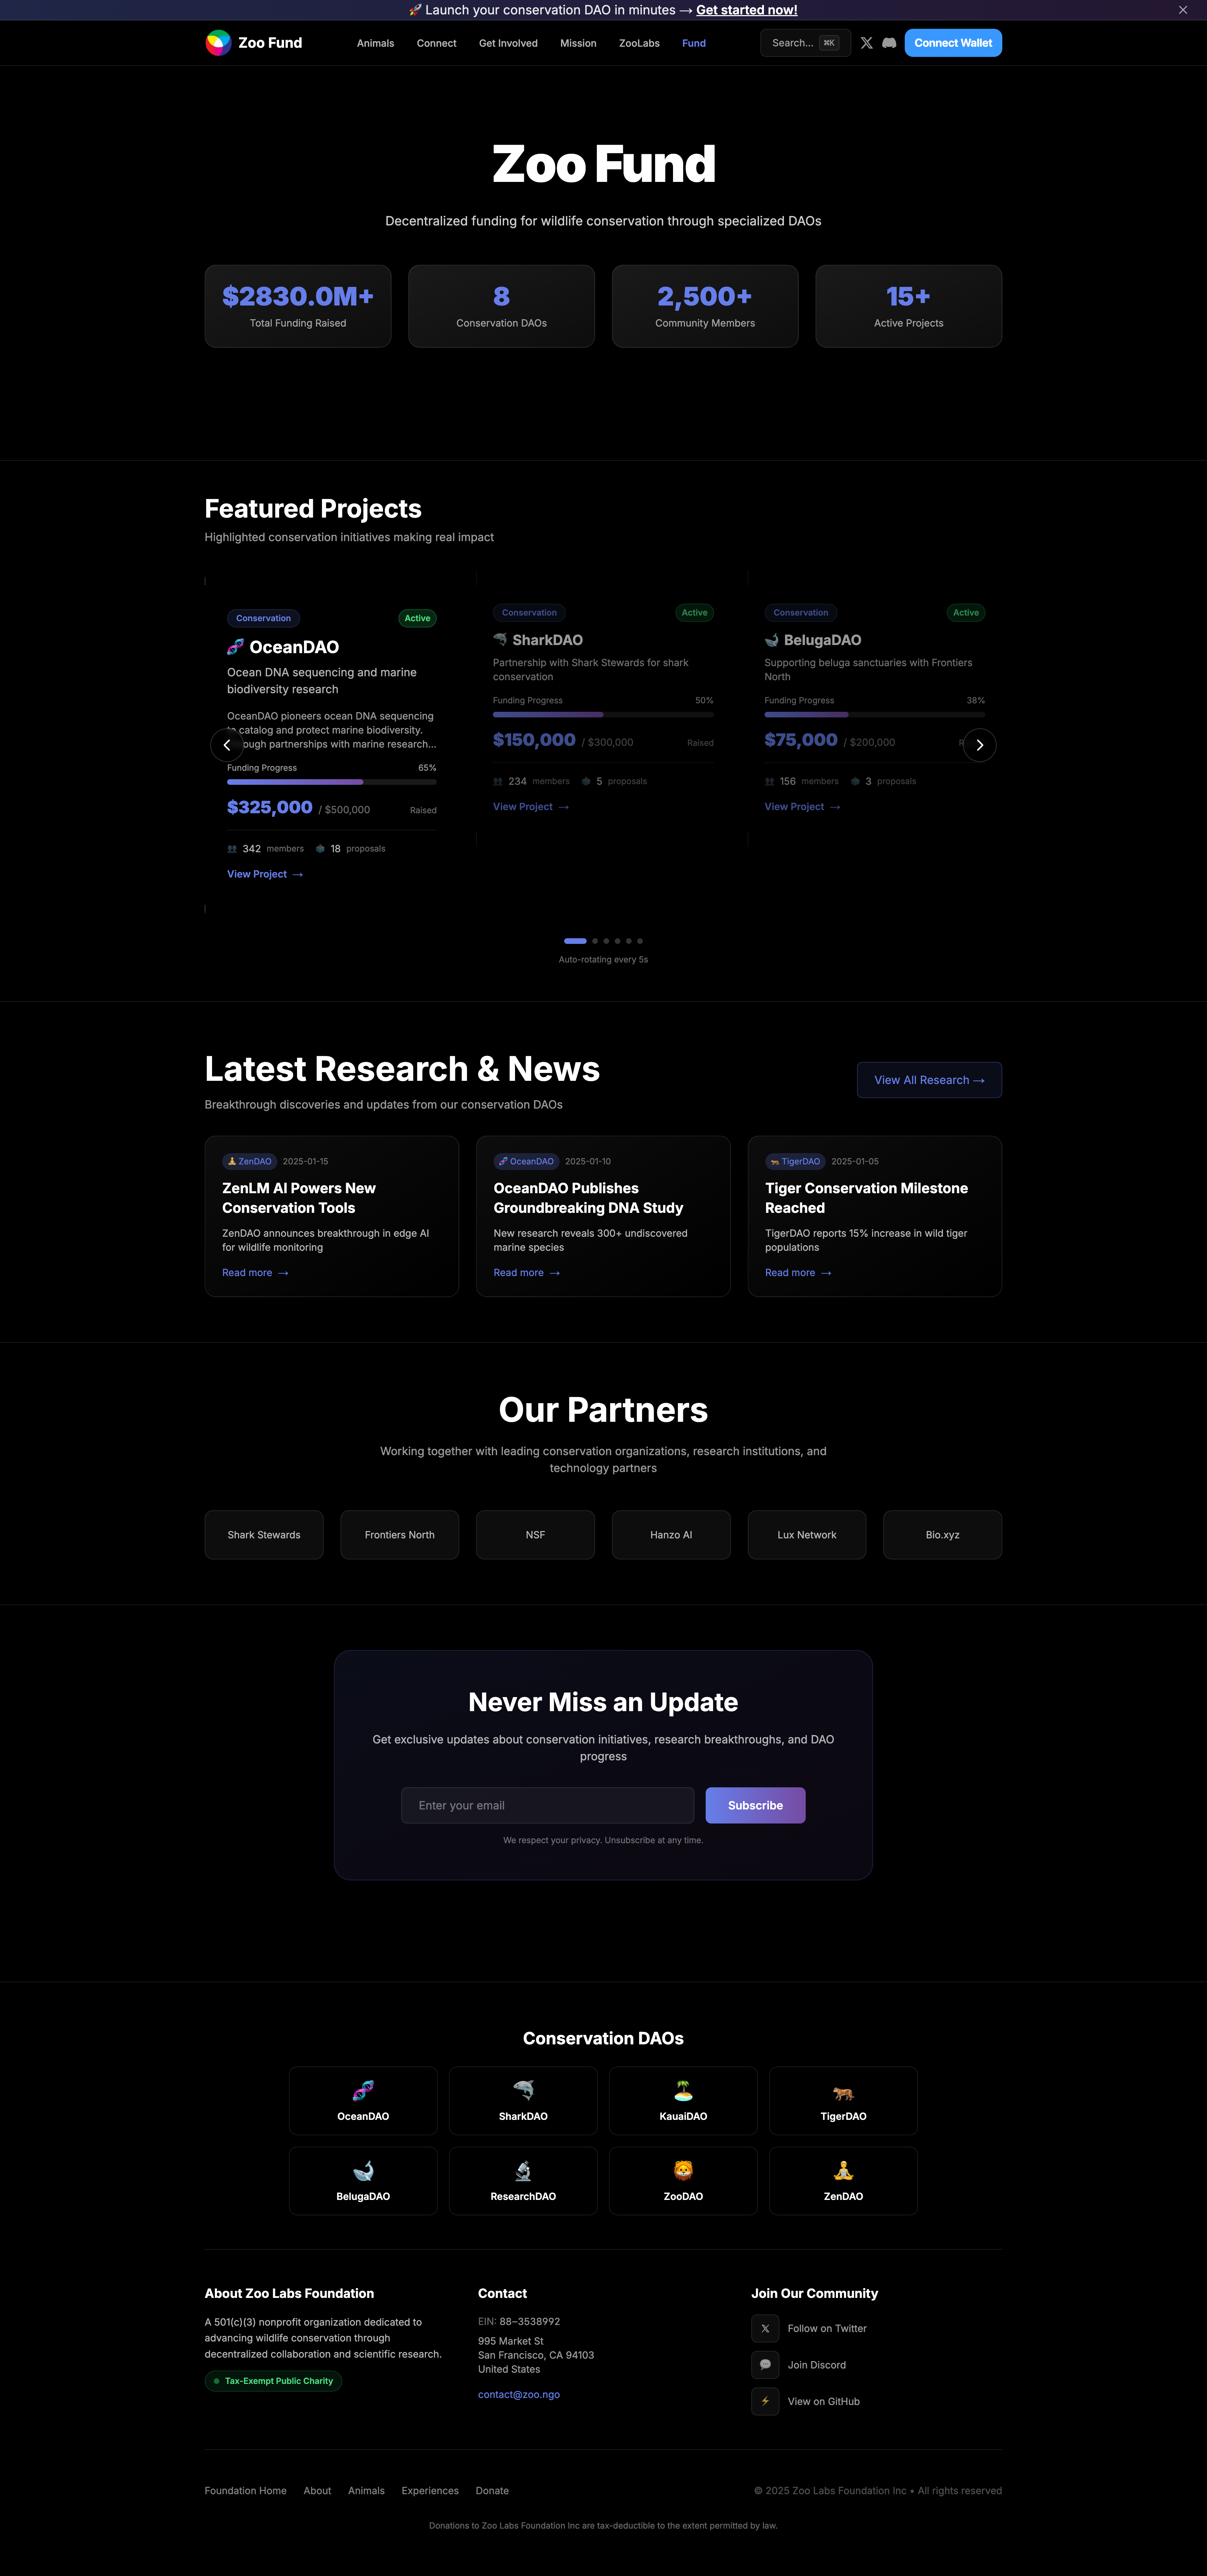 🚀 Launch your conservation DAO in minutes → Get started now!
Zoo Fund
Animals
Connect
Get Involved
Mission
ZooLabs
Fund
Search...
⌘K
Connect Wallet
Zoo Fund
Decentralized funding for wildlife conservation through specialized DAOs
$2830.0M+
Total Funding Raised
8
Conservation DAOs
2,500+
Community Members
15+
Active Projects
Featured Projects
Highlighted conservation initiatives making real impact
Conservation
Active
🧬 OceanDAO
Ocean DNA sequencing and marine
biodiversity research
OceanDAO pioneers ocean DNA sequencing
catalog and protect marine biodiversity.
partnerships with marine research...
Funding Progress
65%
$325,000 / $500,000
Raised
342 members
18 proposals
View Project →
Conservation
Active
🦈 SharkDAO
Partnership with Shark Stewards for shark
conservation
Funding Progress
50%
$150,000 / $300,000
Raised
234 members
5 proposals
View Project →
Conservation
Active
🐋 BelugaDAO
Supporting beluga sanctuaries with Frontiers
North
Funding Progress
38%
$75,000 / $200,000
156 members
3 proposals
View Project →
Auto-rotating every 5s
Latest Research & News
Breakthrough discoveries and updates from our conservation DAOs
View All Research →
🧘 ZenDAO
2025-01-15
ZenLM AI Powers New
Conservation Tools
ZenDAO announces breakthrough in edge AI
for wildlife monitoring
Read more →
🧬 OceanDAO
2025-01-10
OceanDAO Publishes
Groundbreaking DNA Study
New research reveals 300+ undiscovered
marine species
Read more →
🐅 TigerDAO
2025-01-05
Tiger Conservation Milestone
Reached
TigerDAO reports 15% increase in wild tiger
populations
Read more →
Our Partners
Working together with leading conservation organizations, research institutions, and
technology partners
Shark Stewards
Frontiers North
NSF
Hanzo AI
Lux Network
Bio.xyz
Never Miss an Update
Get exclusive updates about conservation initiatives, research breakthroughs, and DAO
progress
Enter your email
Subscribe
We respect your privacy. Unsubscribe at any time.
Conservation DAOs
OceanDAO
SharkDAO
KauaiDAO
TigerDAO
BelugaDAO
ResearchDAO
ZooDAO
ZenDAO
About Zoo Labs Foundation
A 501(c)(3) nonprofit organization dedicated to
advancing wildlife conservation through
decentralized collaboration and scientific research.
Tax-Exempt Public Charity
Contact
EIN: 88-3538992
995 Market St
San Francisco, CA 94103
United States
contact@zoo.ngo
Join Our Community
𝕏 Follow on Twitter
Join Discord
View on GitHub
Foundation Home
About
Animals
Experiences
Donate
© 2025 Zoo Labs Foundation Inc • All rights reserved
Donations to Zoo Labs Foundation Inc are tax-deductible to the extent permitted by law.